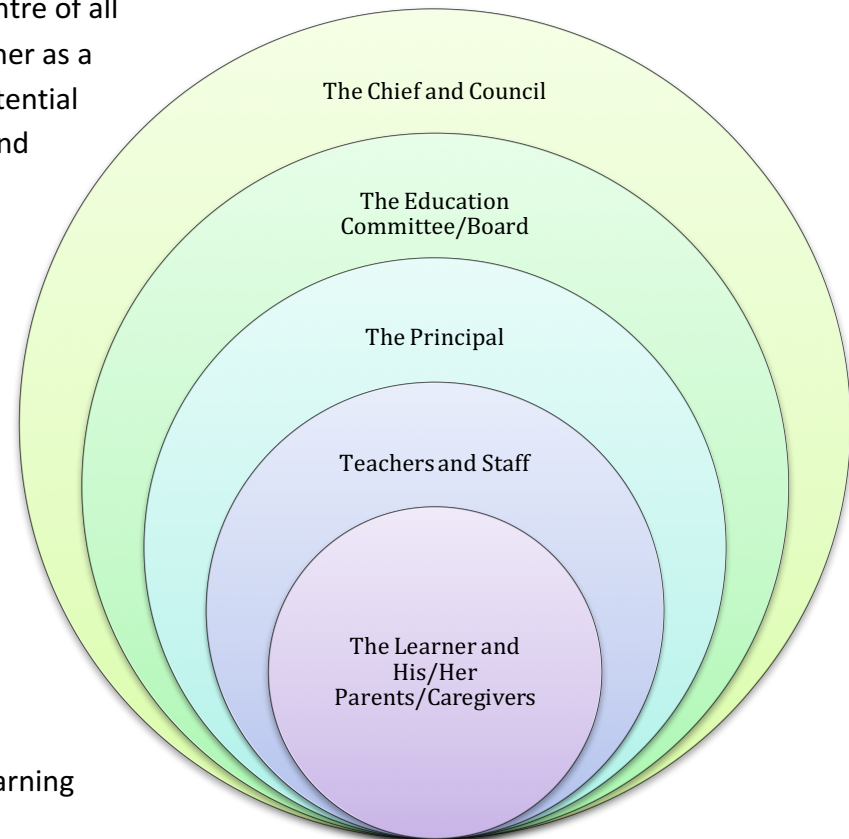 ntre of all
ner as a
tential
nd
The Chief and Council
The Education
Committee/Board
The Principal
Teachers and Staff
The Learner and
His/Her
Parents/Caregivers
arning